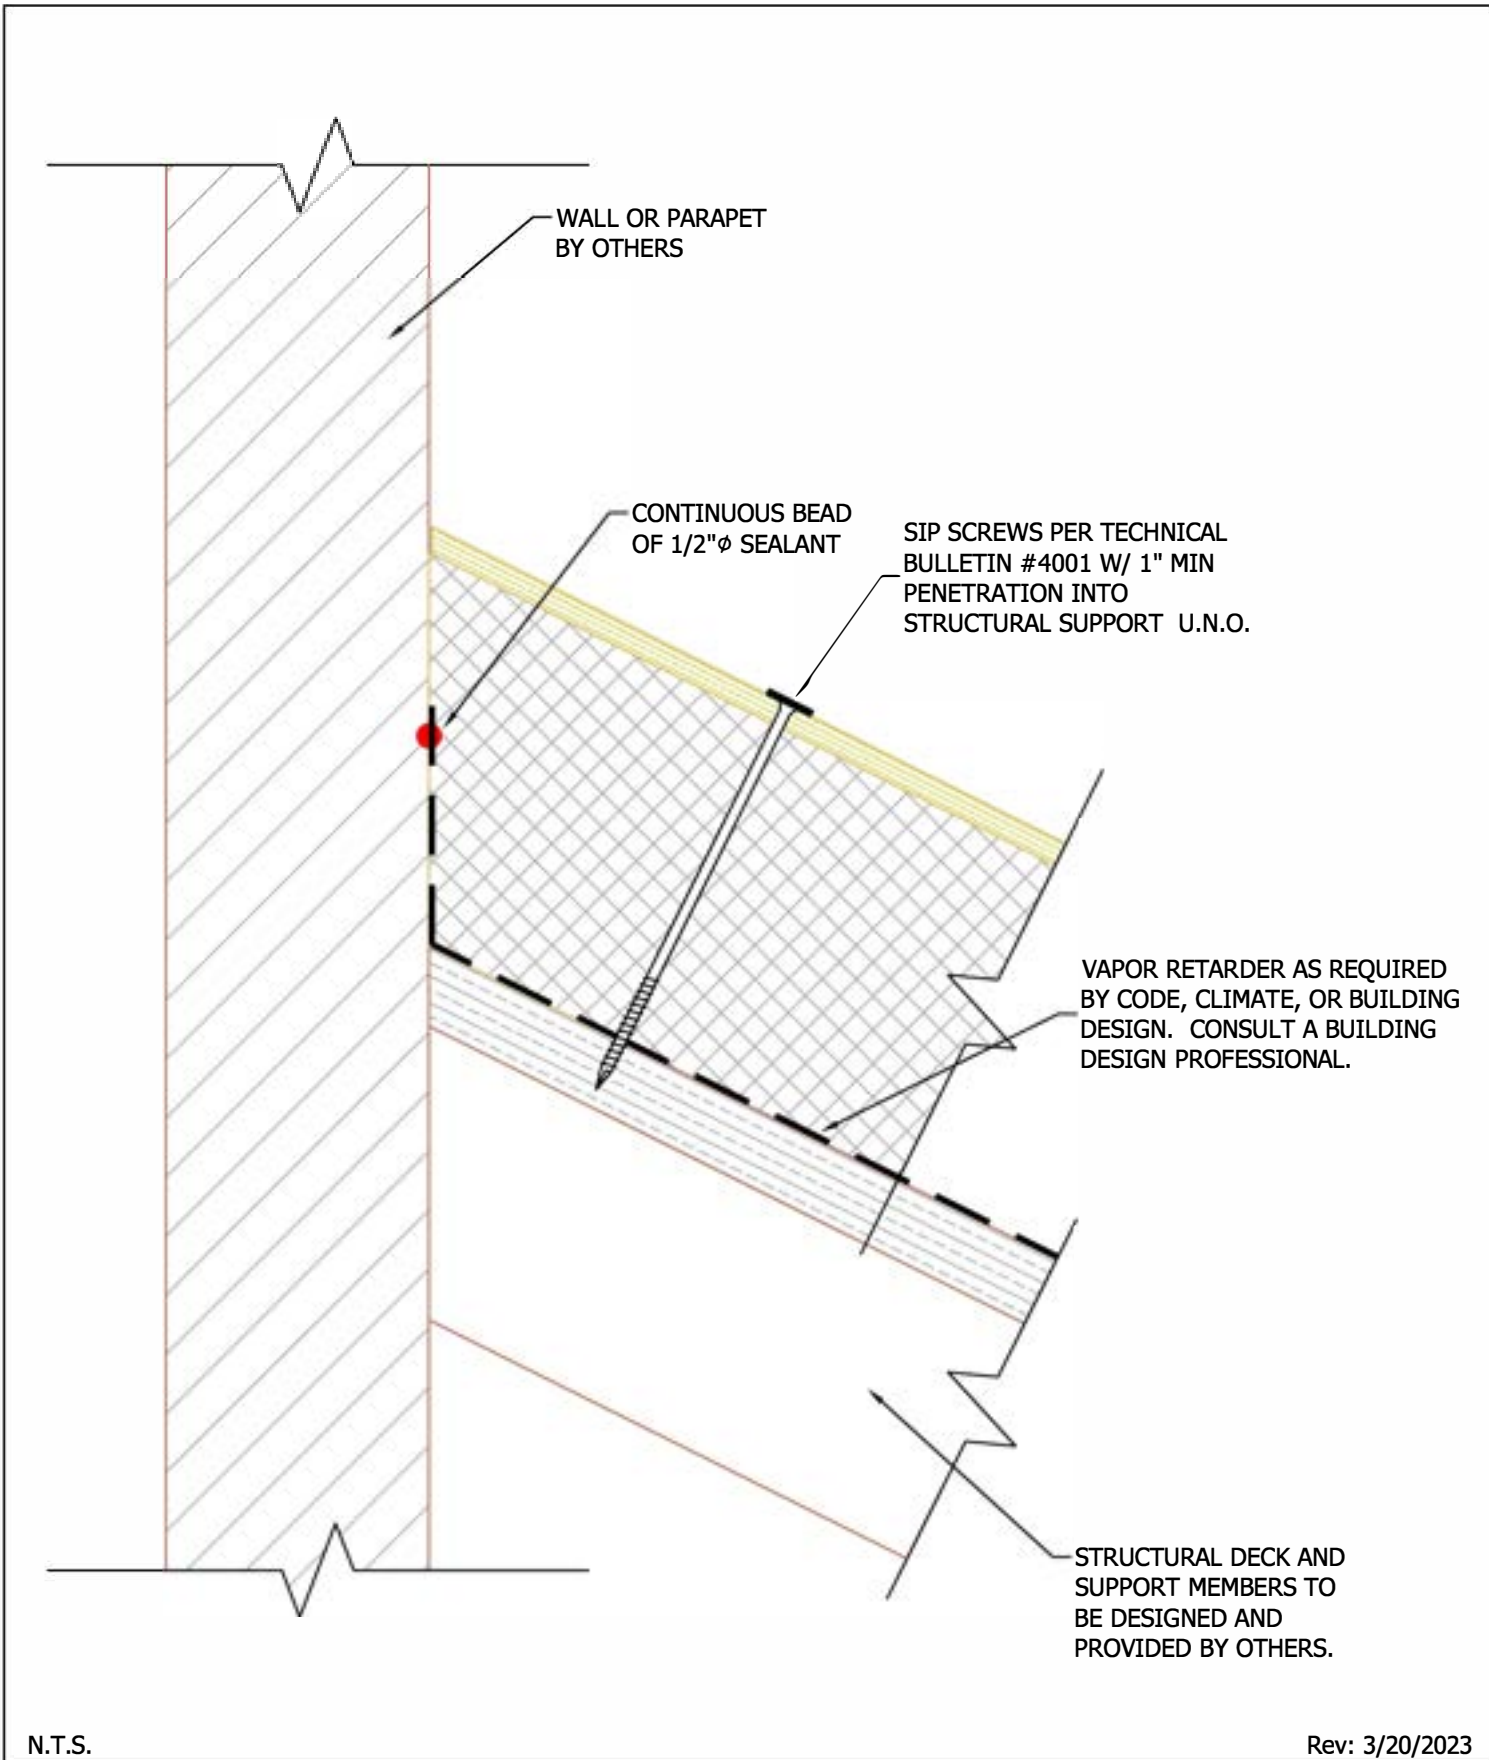 WALL OR PARAPET
BY OTHERS
CONTINUOUS BEAD
OF 1/2"ϕ SEALANT
SIP SCREWS PER TECHNICAL
BULLETIN #4001 W/ 1" MIN
PENETRATION INTO
STRUCTURAL SUPPORT U.N.O.
VAPOR RETARDER AS REQUIRED
BY CODE, CLIMATE, OR BUILDING
DESIGN. CONSULT A BUILDING
DESIGN PROFESSIONAL.
STRUCTURAL DECK AND
SUPPORT MEMBERS TO
BE DESIGNED AND
PROVIDED BY OTHERS.
N.T.S.
Rev: 3/20/2023